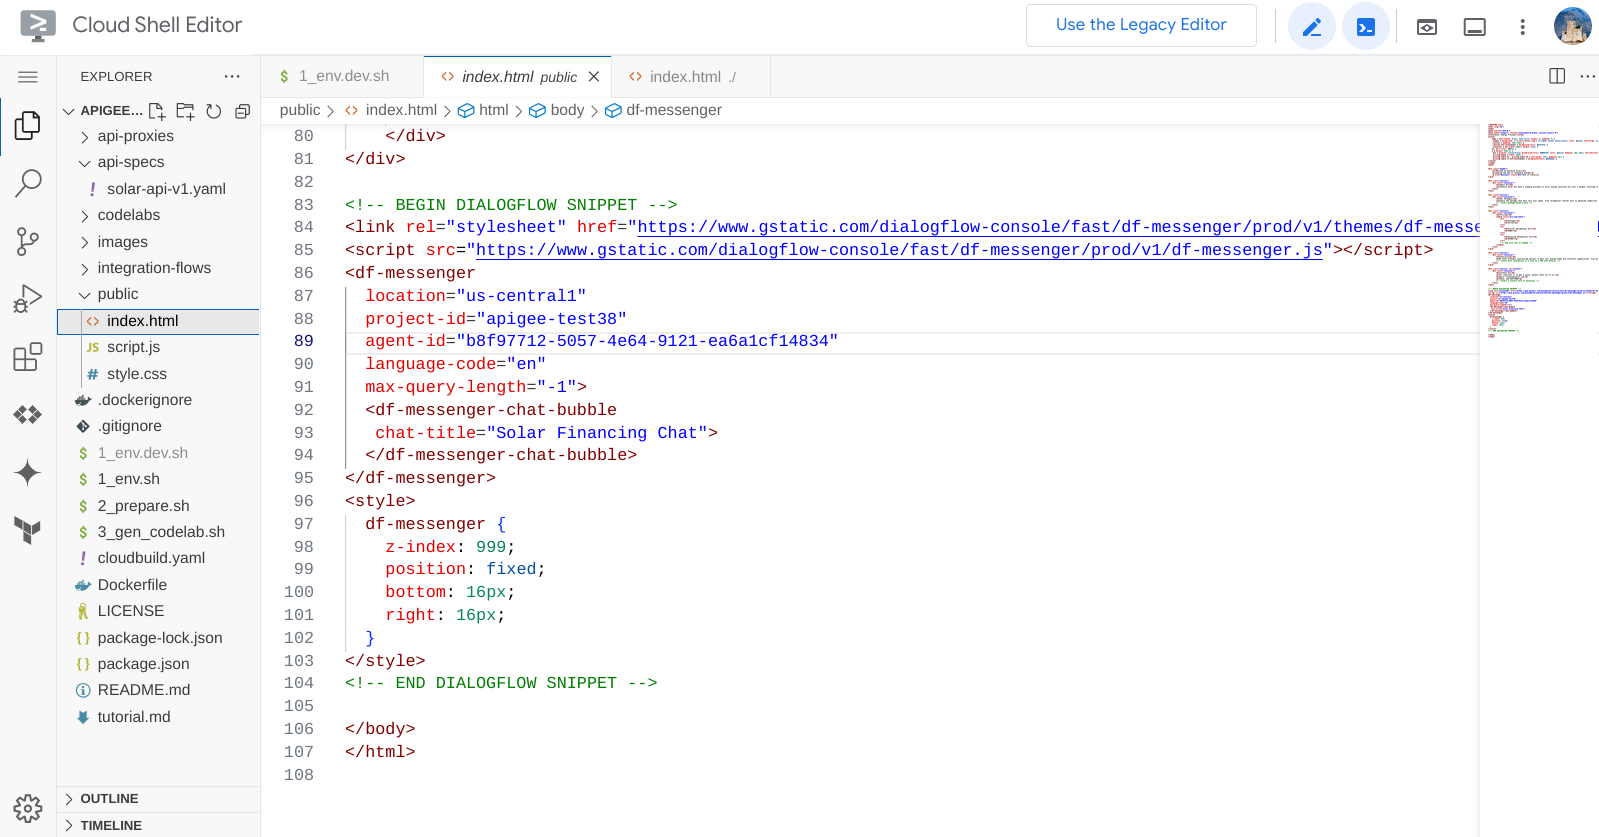 Cloud Shell Editor
Use the Legacy Editor
EXPLORER
APIGEE...
api-proxies
api-specs
! solar-api-v1.yaml
codelabs
images
integration-flows
public
<> index.html
JS script.js
# style.css
.dockerignore
.gitignore
$ 1_env.dev.sh
$ 1_env.sh
$ 2_prepare.sh
$ 3_gen_codelab.sh
! cloudbuild.yaml
Dockerfile
LICENSE
{} package-lock.json
{} package.json
README.md
tutorial.md
OUTLINE
TIMELINE
$ 1_env.dev.sh
<> index.html public
<> index.html ./
public > <> index.html > html > body > df-messenger
80 </div>
81 </div>
82
83 <!-- BEGIN DIALOGFLOW SNIPPET -->
84 <link rel="stylesheet" href="https://www.gstatic.com/dialogflow-console/fast/df-messenger/prod/v1/themes/df-messe
85 <script src="https://www.gstatic.com/dialogflow-console/fast/df-messenger/prod/v1/df-messenger.js"></script>
86 <df-messenger
87 location="us-central1"
88 project-id="apigee-test38"
89 agent-id="b8f97712-5057-4e64-9121-ea6a1cf14834"
90 language-code="en"
91 max-query-length="-1">
92 <df-messenger-chat-bubble
93 chat-title="Solar Financing Chat">
94 </df-messenger-chat-bubble>
95 </df-messenger>
96 <style>
97 df-messenger {
98 z-index: 999;
99 position: fixed;
100 bottom: 16px;
101 right: 16px;
102 }
103 </style>
104 <!-- END DIALOGFLOW SNIPPET -->
105
106 </body>
107 </html>
108